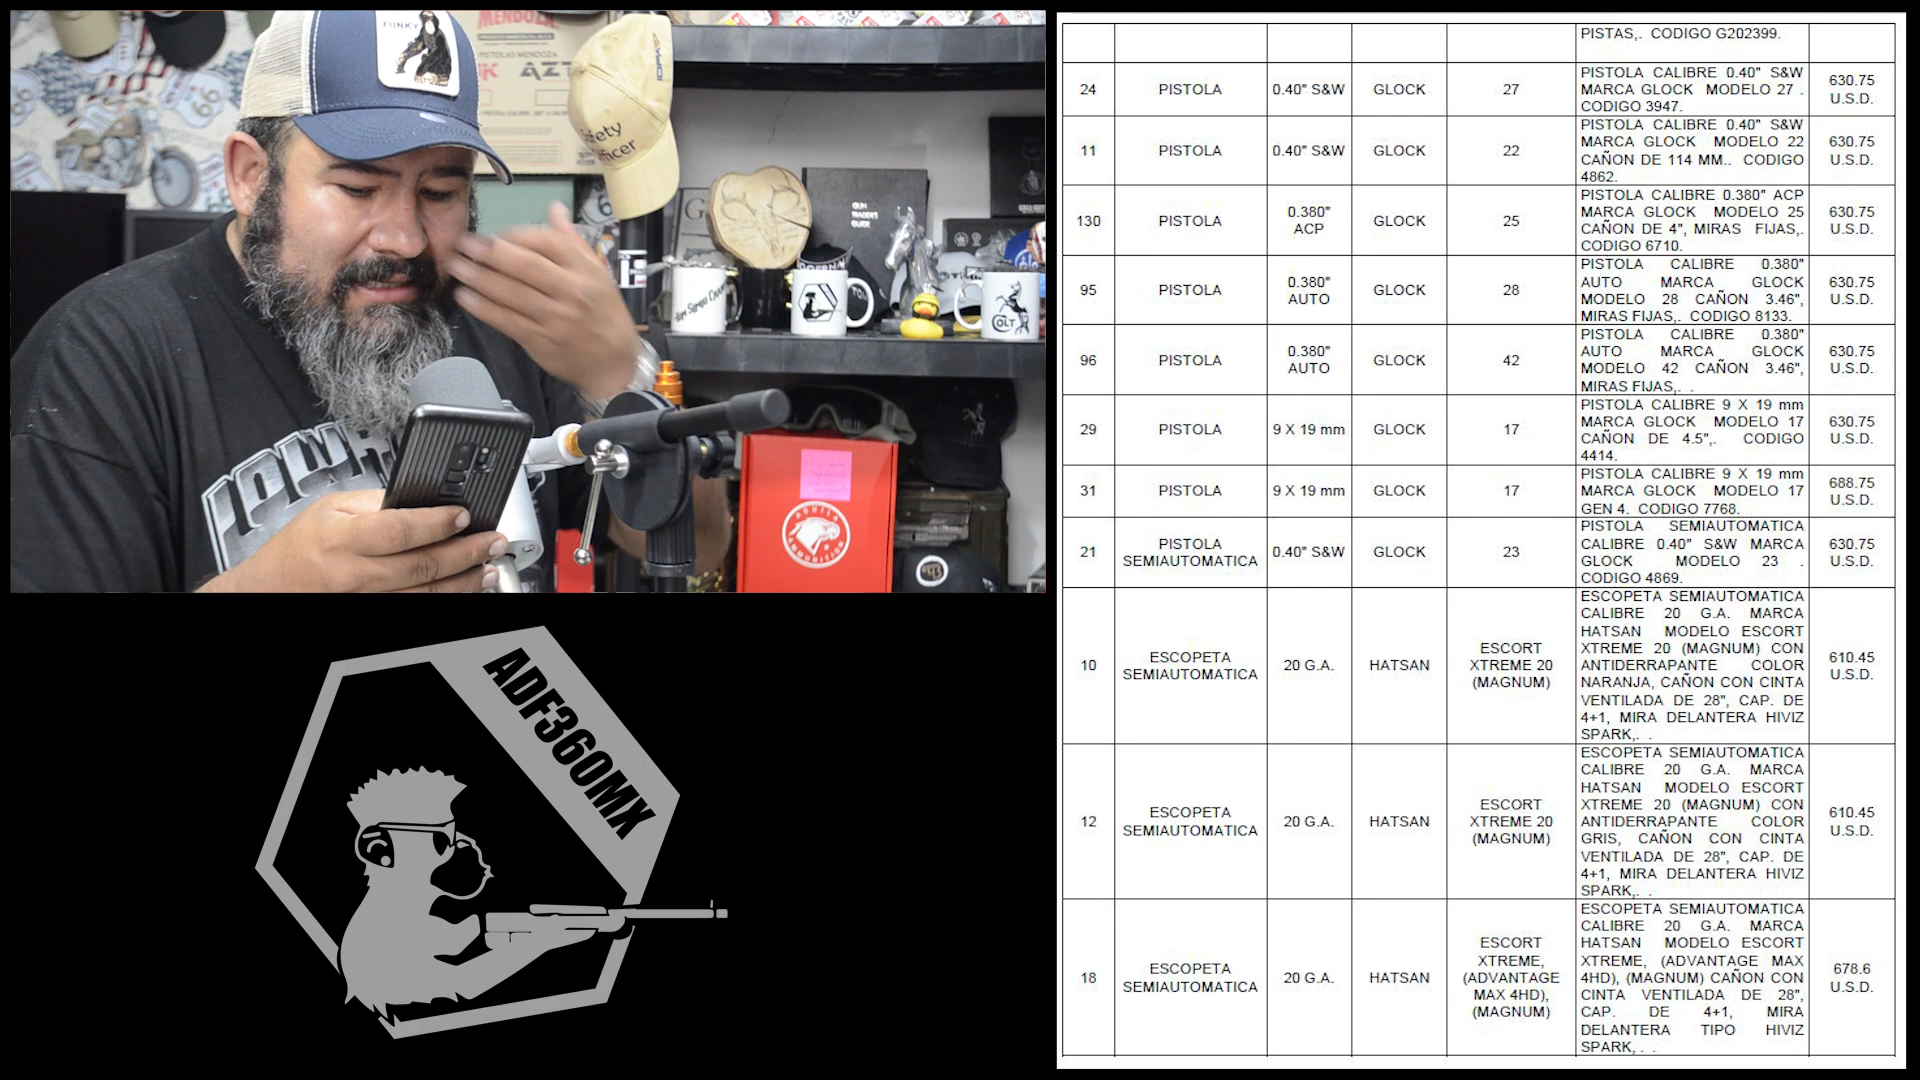 FUNKY
MENDOZA
PISTOLAS MENDOZA
K AZT
IDPA
Safety
Officer
66
G
GUN
TRADER'S
GUIDE
COLT
AGUILA
AMMUNITION
ADF360MX
PISTAS,. CODIGO G202399.
24 PISTOLA 0.40" S&W GLOCK 27 PISTOLA CALIBRE 0.40" S&W 630.75
MARCA GLOCK MODELO 27 . U.S.D.
CODIGO 3947.
11 PISTOLA 0.40" S&W GLOCK 22 PISTOLA CALIBRE 0.40" S&W 630.75
MARCA GLOCK MODELO 22 U.S.D.
CAÑON DE 114 MM.. CODIGO
4862.
130 PISTOLA 0.380" GLOCK 25 PISTOLA CALIBRE 0.380" ACP 630.75
ACP MARCA GLOCK MODELO 25 U.S.D.
CAÑON DE 4", MIRAS FIJAS,.
CODIGO 6710.
95 PISTOLA 0.380" GLOCK 28 PISTOLA CALIBRE 0.380" 630.75
AUTO AUTO MARCA GLOCK U.S.D.
MODELO 28 CAÑON 3.46",
MIRAS FIJAS,. CODIGO 8133.
96 PISTOLA 0.380" GLOCK 42 PISTOLA CALIBRE 0.380" 630.75
AUTO AUTO MARCA GLOCK U.S.D.
MODELO 42 CAÑON 3.46",
MIRAS FIJAS,. .
29 PISTOLA 9 X 19 mm GLOCK 17 PISTOLA CALIBRE 9 X 19 mm 630.75
MARCA GLOCK MODELO 17 U.S.D.
CAÑON DE 4.5",. CODIGO
4414.
31 PISTOLA 9 X 19 mm GLOCK 17 PISTOLA CALIBRE 9 X 19 mm 688.75
MARCA GLOCK MODELO 17 U.S.D.
GEN 4. CODIGO 7768.
21 PISTOLA 0.40" S&W GLOCK 23 PISTOLA SEMIAUTOMATICA 630.75
SEMIAUTOMATICA CALIBRE 0.40" S&W MARCA U.S.D.
GLOCK MODELO 23 .
CODIGO 4869.
10 ESCOPETA 20 G.A. HATSAN ESCORT ESCOPETA SEMIAUTOMATICA 610.45
SEMIAUTOMATICA XTREME 20 CALIBRE 20 G.A. MARCA U.S.D.
(MAGNUM) HATSAN MODELO ESCORT
XTREME 20 (MAGNUM) CON
ANTIDERRAPANTE COLOR
NARANJA, CAÑON CON CINTA
VENTILADA DE 28", CAP. DE
4+1, MIRA DELANTERA HIVIZ
SPARK,. .
12 ESCOPETA 20 G.A. HATSAN ESCORT ESCOPETA SEMIAUTOMATICA 610.45
SEMIAUTOMATICA XTREME 20 CALIBRE 20 G.A. MARCA U.S.D.
(MAGNUM) HATSAN MODELO ESCORT
XTREME 20 (MAGNUM) CON
ANTIDERRAPANTE COLOR
GRIS, CAÑON CON CINTA
VENTILADA DE 28", CAP. DE
4+1, MIRA DELANTERA HIVIZ
SPARK,. .
18 ESCOPETA 20 G.A. HATSAN ESCORT ESCOPETA SEMIAUTOMATICA 678.6
SEMIAUTOMATICA XTREME, CALIBRE 20 G.A. MARCA U.S.D.
(ADVANTAGE HATSAN MODELO ESCORT
MAX 4HD), XTREME, (ADVANTAGE MAX
(MAGNUM) 4HD), (MAGNUM) CAÑON CON
CINTA VENTILADA DE 28",
CAP. DE 4+1, MIRA
DELANTERA TIPO HIVIZ
SPARK, . .